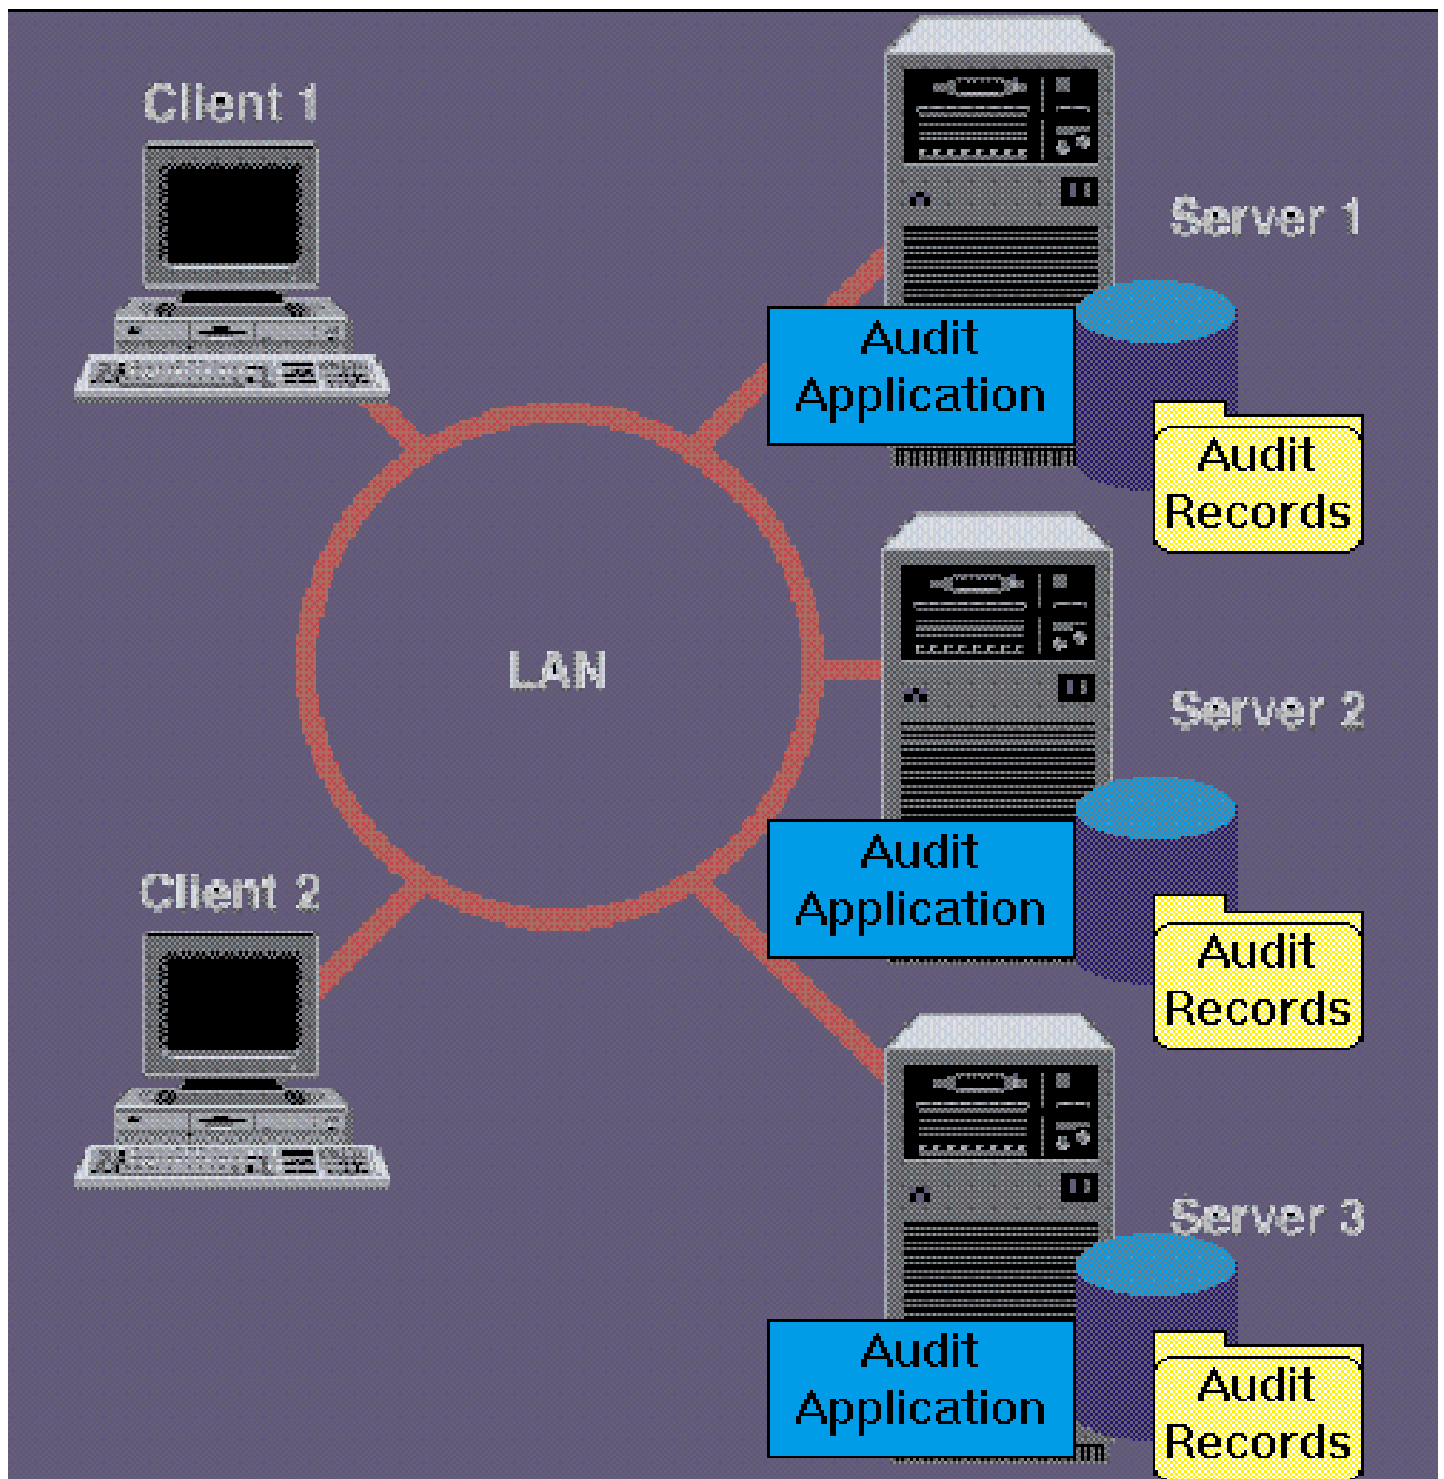 Client 1
Server 1
Audit
Application
Audit
Records
LAN
Server 2
Audit
Application
Audit
Records
Client 2
Server 3
Audit
Application
Audit
Records